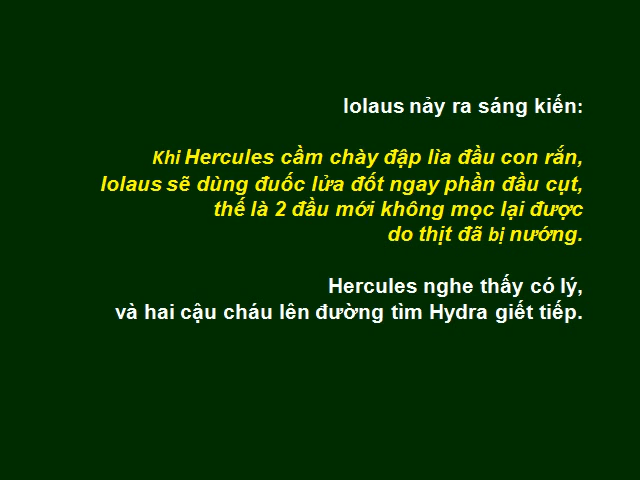 Iolaus nảy ra sáng kiến:
Khi Hercules cầm chày đập lìa đầu con rắn,
Iolaus sẽ dùng đuốc lửa đốt ngay phần đầu cụt,
thế là 2 đầu mới không mọc lại được
do thịt đã bị nướng.
Hercules nghe thấy có lý,
và hai cậu cháu lên đường tìm Hydra giết tiếp.